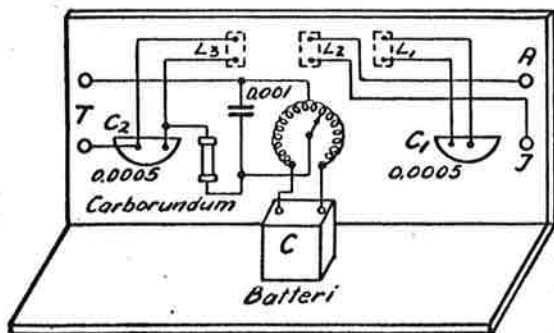 L3
L2
L1
A
0,001
T
C2
C1
J
0,0005
0,0005
Carborundum
C
Batteri